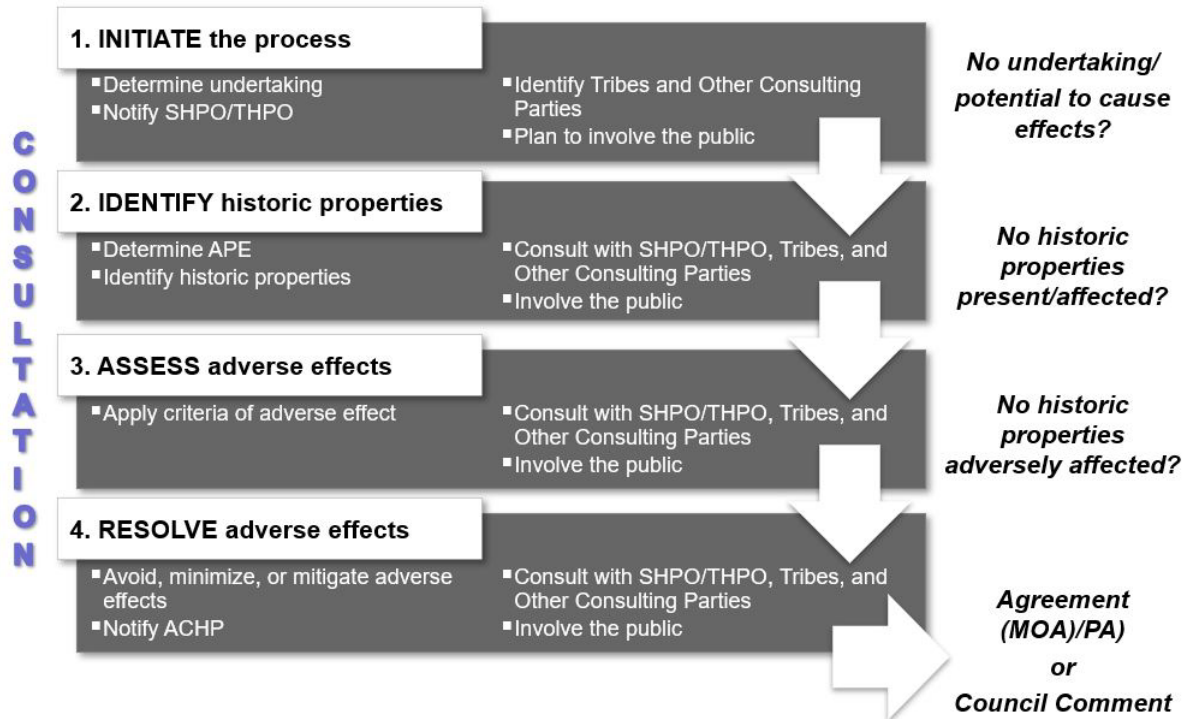 CONSULTATION
1. INITIATE the process
▪Determine undertaking
▪Notify SHPO/THPO
▪Identify Tribes and Other Consulting
Parties
▪Plan to involve the public
No undertaking/
potential to cause
effects?
2. IDENTIFY historic properties
▪Determine APE
▪Identify historic properties
▪Consult with SHPO/THPO, Tribes, and
Other Consulting Parties
▪Involve the public
No historic
properties
present/affected?
3. ASSESS adverse effects
▪Apply criteria of adverse effect
▪Consult with SHPO/THPO, Tribes, and
Other Consulting Parties
▪Involve the public
No historic
properties
adversely affected?
4. RESOLVE adverse effects
▪Avoid, minimize, or mitigate adverse
effects
▪Notify ACHP
▪Consult with SHPO/THPO, Tribes, and
Other Consulting Parties
▪Involve the public
Agreement
(MOA)/PA)
or
Council Comment